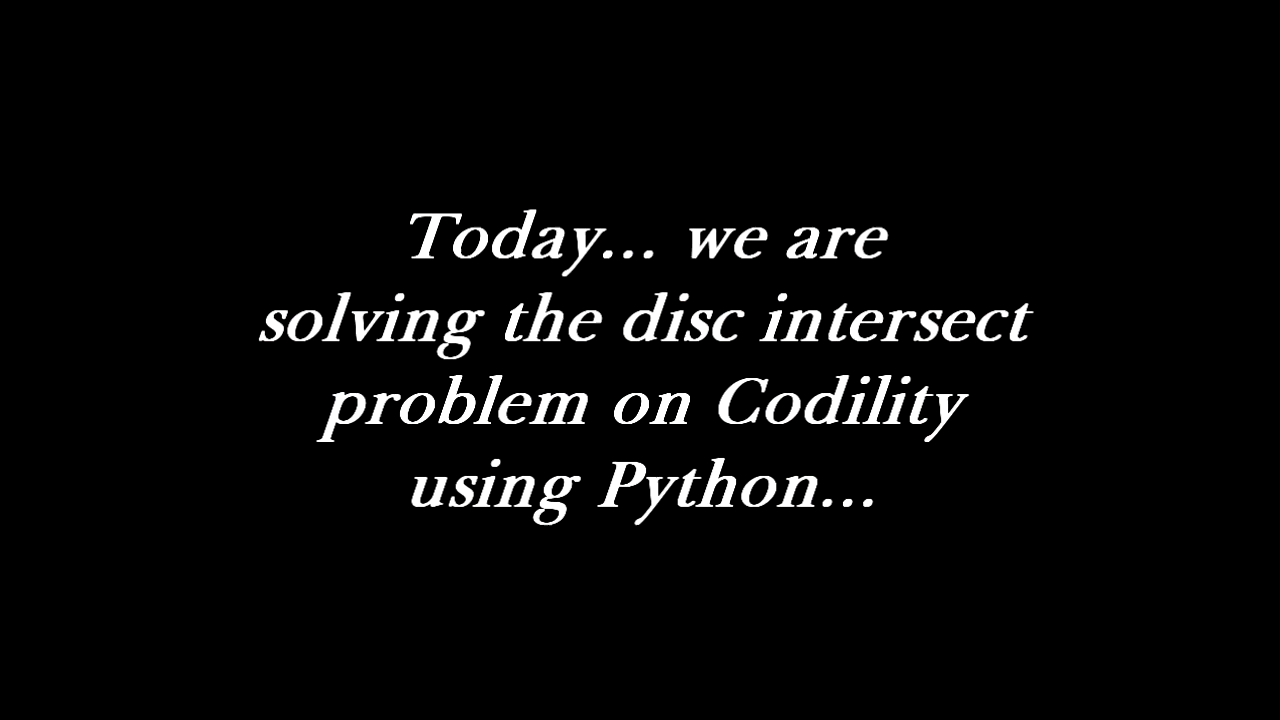 Today... we are
solving the disc intersect
problem on Codility
using Python...